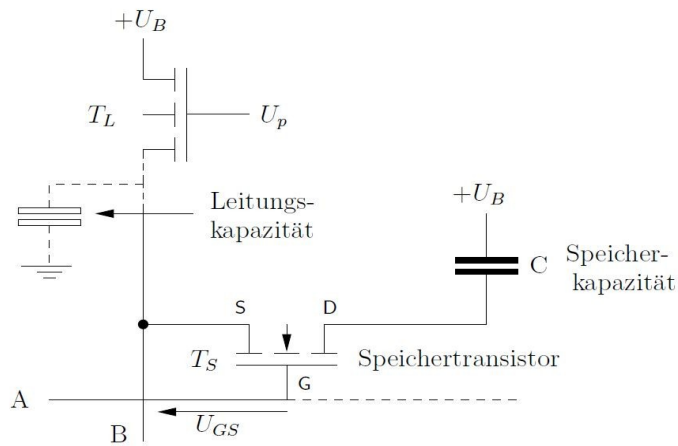 +U_B
T_L
U_p
Leitungs-
kapazität
+U_B
C
Speicher-
kapazität
S
D
T_S
Speichertransistor
G
A
U_GS
B